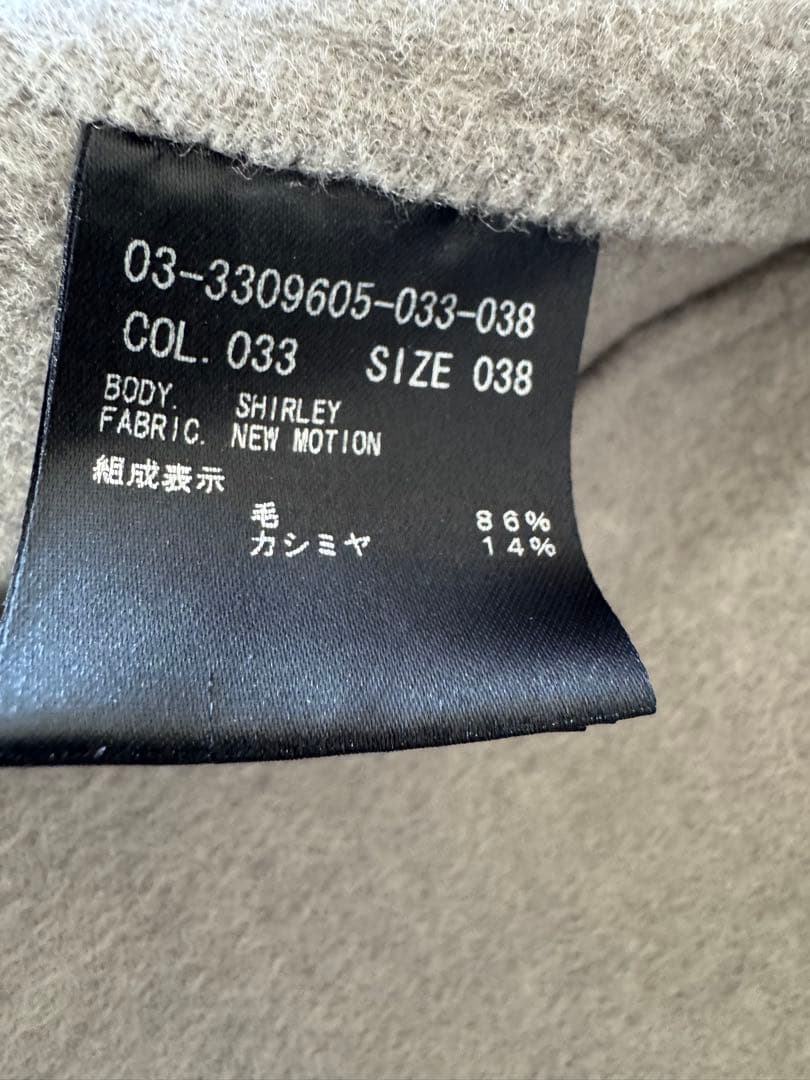 03-3309605-033-038
COL. 033 SIZE 038
BODY. SHIRLEY
FABRIC. NEW MOTION
組成表示
毛 86%
カシミヤ 14%